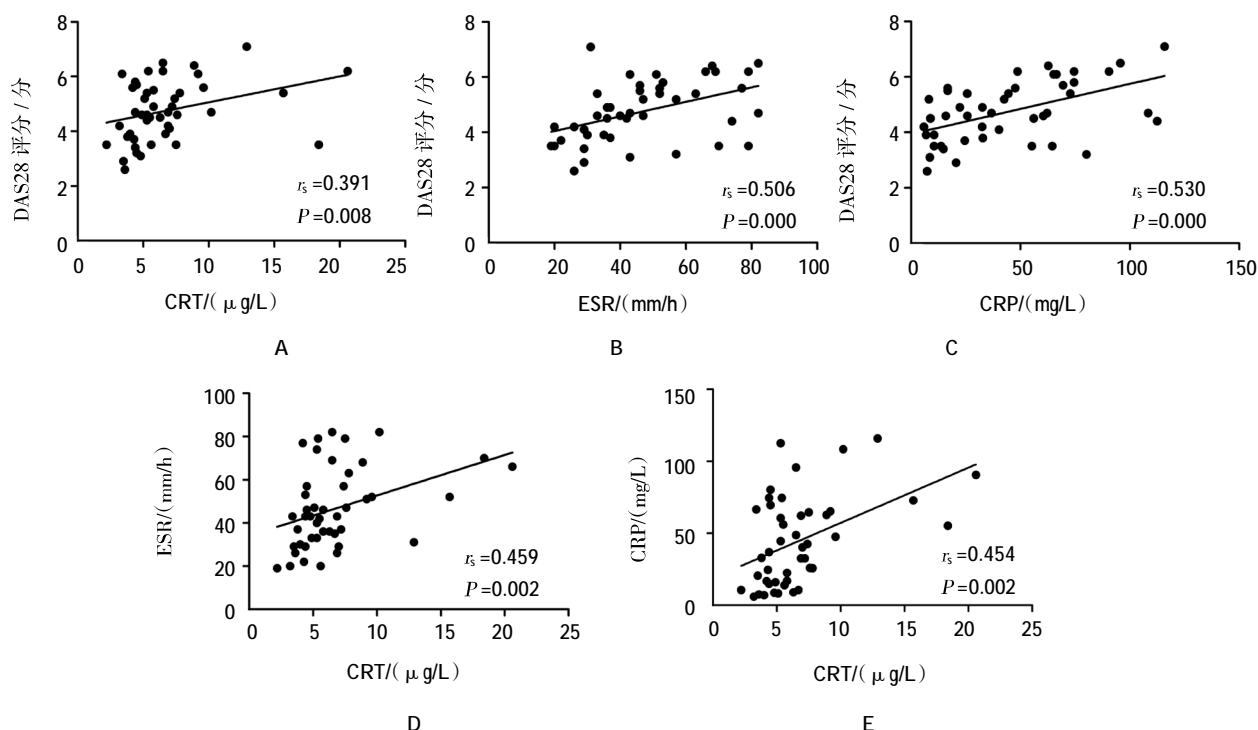 8
6
4
2
0
DAS28 评分/分
rs=0.391
P=0.008
0 5 10 15 20 25
CRT/(μg/L)
A
8
6
4
2
0
DAS28 评分/分
rs=0.506
P=0.000
0 20 40 60 80 100
ESR/(mm/h)
B
8
6
4
2
0
DAS28 评分/分
rs=0.530
P=0.000
0 50 100 150
CRP/(mg/L)
C
100
80
60
40
20
0
ESR/(mm/h)
rs=0.459
P=0.002
0 5 10 15 20 25
CRT/(μg/L)
D
150
100
50
0
CRP/(mg/L)
rs=0.454
P=0.002
0 5 10 15 20 25
CRT/(μg/L)
E